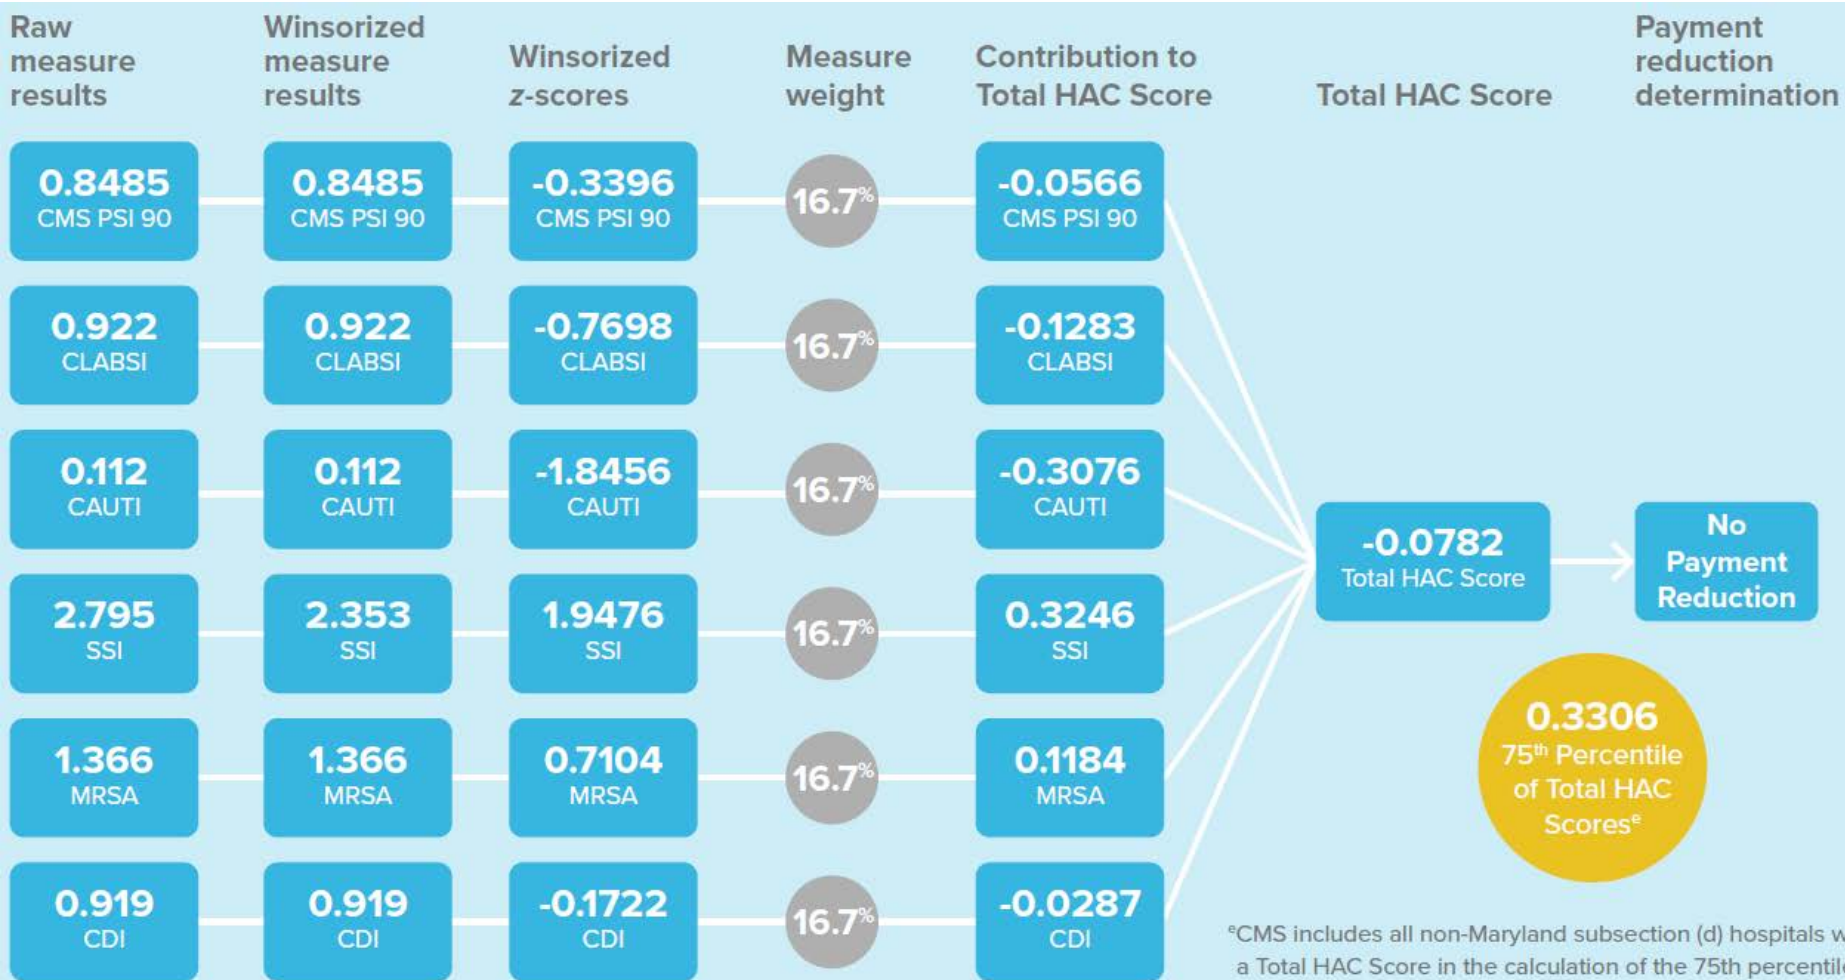 Raw
measure
results
Winsorized
measure
results
Winsorized
z-scores
Measure
weight
Contribution to
Total HAC Score
Total HAC Score
Payment
reduction
determination
0.8485
CMS PSI 90
0.8485
CMS PSI 90
-0.3396
CMS PSI 90
16.7%
-0.0566
CMS PSI 90
0.922
CLABSI
0.922
CLABSI
-0.7698
CLABSI
16.7%
-0.1283
CLABSI
0.112
CAUTI
0.112
CAUTI
-1.8456
CAUTI
16.7%
-0.3076
CAUTI
2.795
SSI
2.353
SSI
1.9476
SSI
16.7%
0.3246
SSI
1.366
MRSA
1.366
MRSA
0.7104
MRSA
16.7%
0.1184
MRSA
0.919
CDI
0.919
CDI
-0.1722
CDI
16.7%
-0.0287
CDI
-0.0782
Total HAC Score
No
Payment
Reduction
0.3306
75th Percentile
of Total HAC
Scorese
eCMS includes all non-Maryland subsection (d) hospitals
a Total HAC Score in the calculation of the 75th percentile